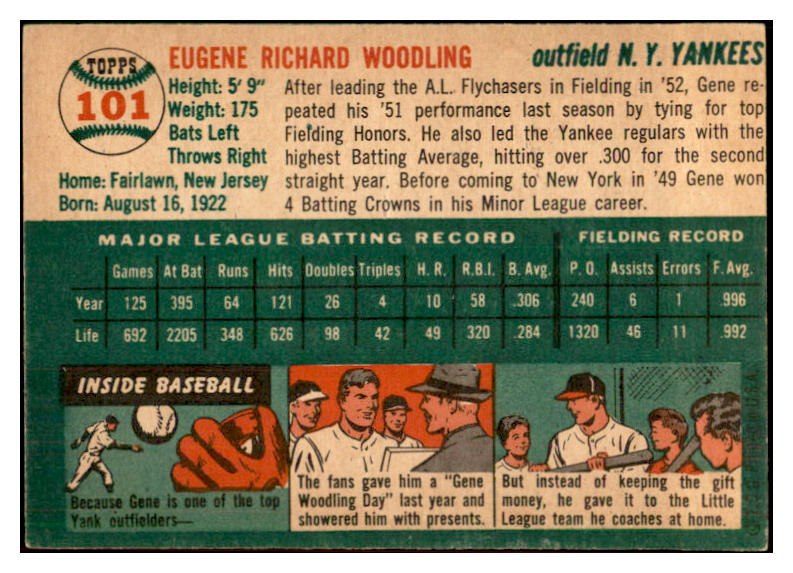 TOPPS
101
EUGENE RICHARD WOODLING
outfield N. Y. YANKEES
Height: 5' 9"
Weight: 175
Bats Left
Throws Right
Home: Fairlawn, New Jersey
Born: August 16, 1922
After leading the A.L. Flychasers in Fielding in '52, Gene re-
peated his '51 performance last season by tying for top
Fielding Honors. He also led the Yankee regulars with the
highest Batting Average, hitting over .300 for the second
straight year. Before coming to New York in '49 Gene won
4 Batting Crowns in his Minor League career.
MAJOR LEAGUE BATTING RECORD FIELDING RECORD
Games At Bat Runs Hits Doubles Triples H. R. R.B.I. B. Avg. P. O. Assists Errors F. Avg.
Year 125 395 64 121 26 4 10 58 .306 240 6 1 .996
Life 692 2205 348 626 98 42 49 320 .284 1320 46 11 .992
INSIDE BASEBALL
Because Gene is one of the top
Yank outfielders—
The fans gave him a "Gene
Woodling Day" last year and
showered him with presents.
But instead of keeping the gift
money, he gave it to the Little
League team he coaches at home.